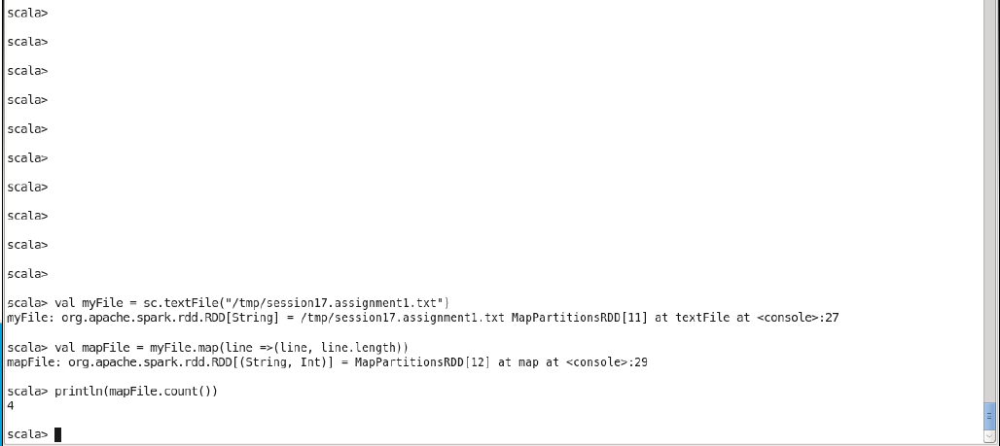 scala>
scala>
scala>
scala>
scala>
scala>
scala>
scala>
scala>
scala>
scala> val myFile = sc.textFile("/tmp/session17.assignment1.txt")
myFile: org.apache.spark.rdd.RDD[String] = /tmp/session17.assignment1.txt MapPartitionsRDD[11] at textFile at <console>:27
scala> val mapFile = myFile.map(line =>(line, line.length))
mapFile: org.apache.spark.rdd.RDD[(String, Int)] = MapPartitionsRDD[12] at map at <console>:29
scala> println(mapFile.count())
4
scala>